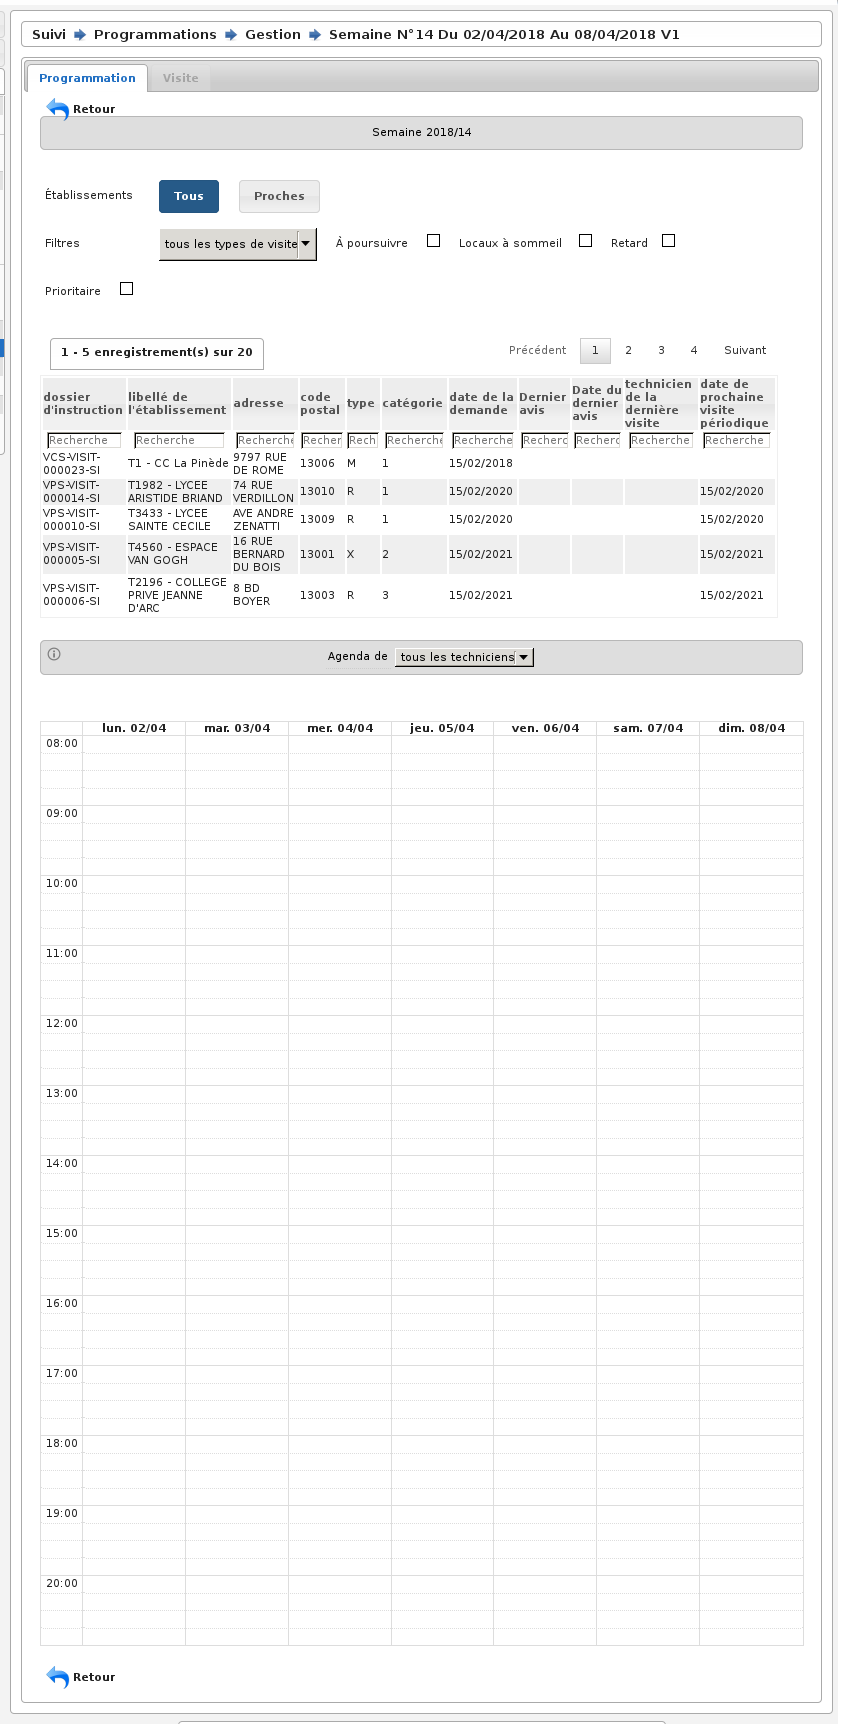 Suivi Programmations Gestion Semaine N°14 Du 02/04/2018 Au 08/04/2018 V1
Programmation Visite
Retour
Semaine 2018/14
Établissements Tous Proches
Filtres tous les types de visite À poursuivre Locaux à sommeil Retard
Prioritaire
1 - 5 enregistrement(s) sur 20 Précédent 1 2 3 4 Suivant
dossier d'instruction libellé de l'établissement adresse code postal type catégorie date de la demande Dernier avis Date du dernier avis technicien de la dernière visite date de prochaine visite périodique
Recherche Recherche Recherche Recher Rech Recherche Recherche Recherc Recherc Recherche Recherche
VCS-VISIT-000023-SI T1 - CC La Pinède 9797 RUE DE ROME 13006 M 1 15/02/2018
VPS-VISIT-000014-SI T1982 - LYCEE ARISTIDE BRIAND 74 RUE VERDILLON 13010 R 1 15/02/2020 15/02/2020
VPS-VISIT-000010-SI T3433 - LYCEE SAINTE CECILE AVE ANDRE ZENATTI 13009 R 1 15/02/2020 15/02/2020
VPS-VISIT-000005-SI T4560 - ESPACE VAN GOGH 16 RUE BERNARD DU BOIS 13001 X 2 15/02/2021 15/02/2021
VPS-VISIT-000006-SI T2196 - COLLEGE PRIVE JEANNE D'ARC 8 BD BOYER 13003 R 3 15/02/2021 15/02/2021
Agenda de tous les techniciens
lun. 02/04 mar. 03/04 mer. 04/04 jeu. 05/04 ven. 06/04 sam. 07/04 dim. 08/04
08:00
09:00
10:00
11:00
12:00
13:00
14:00
15:00
16:00
17:00
18:00
19:00
20:00
Retour